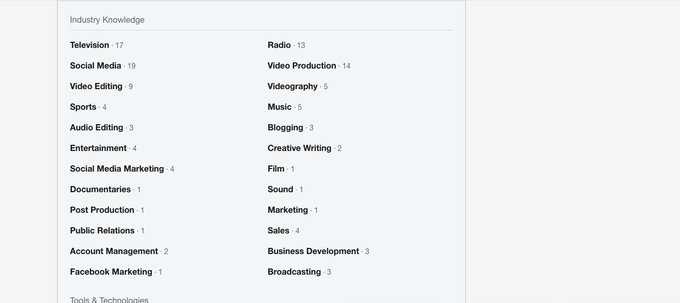 Industry Knowledge
Television · 17 Radio · 13
Social Media · 19 Video Production · 14
Video Editing · 9 Videography · 5
Sports · 4 Music · 5
Audio Editing · 3 Blogging · 3
Entertainment · 4 Creative Writing · 2
Social Media Marketing · 4 Film · 1
Documentaries · 1 Sound · 1
Post Production · 1 Marketing · 1
Public Relations · 1 Sales · 4
Account Management · 2 Business Development · 3
Facebook Marketing · 1 Broadcasting · 3
Tools & Technologies